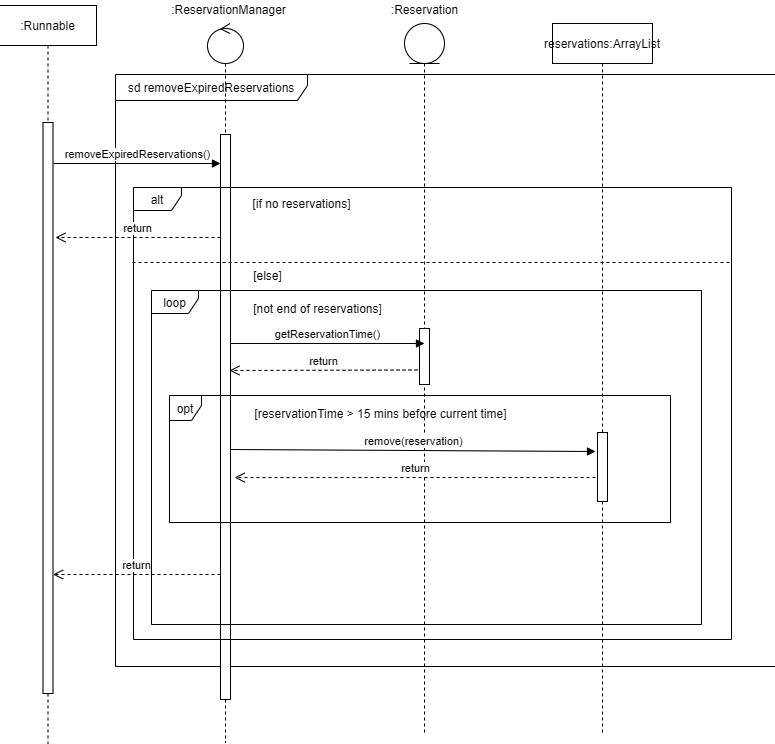 :Runnable
:ReservationManager
:Reservation
reservations:ArrayList
sd removeExpiredReservations
removeExpiredReservations()
alt
[if no reservations]
return
[else]
loop
[not end of reservations]
getReservationTime()
return
opt
[reservationTime > 15 mins before current time]
remove(reservation)
return
return